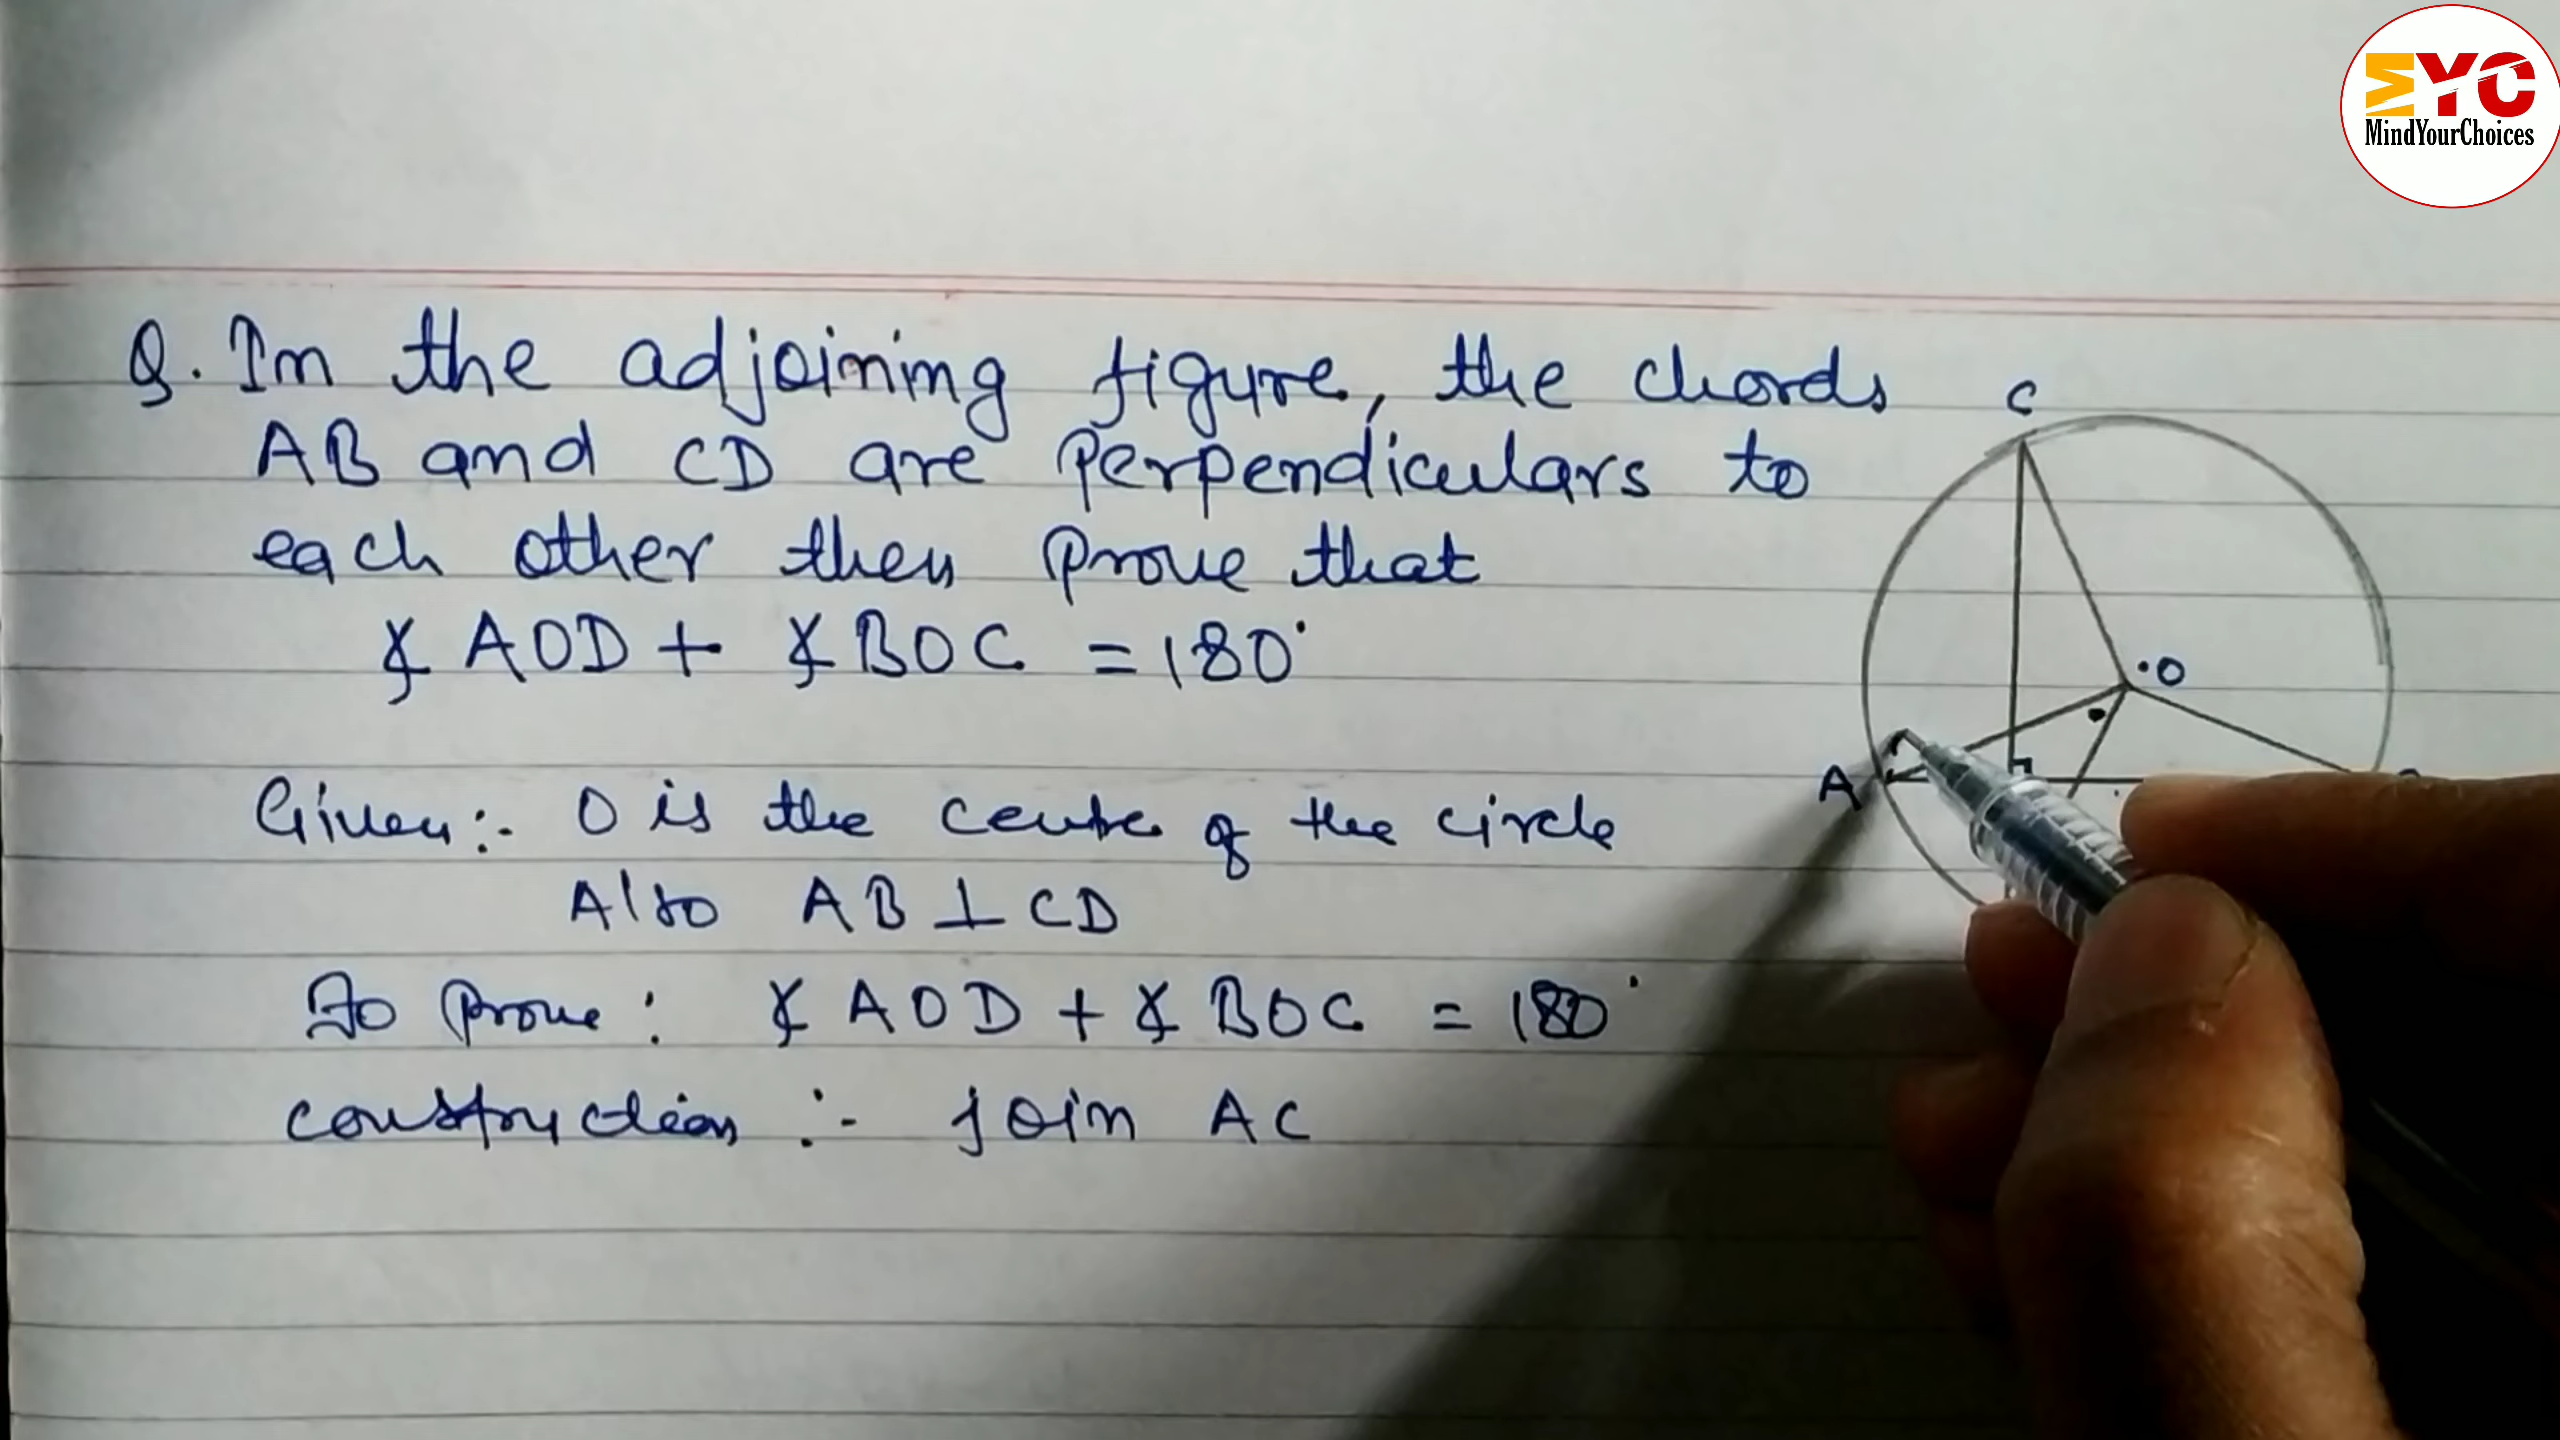 MYC
MindYourChoices
Q. In the adjoining figure, the chords
AB and CD are perpendiculars to
each other then prove that
∡ AOD + ∡ BOC = 180°
Given:- O is the centre of the circle
Also AB ⊥ CD
To prove: ∡ AOD + ∡ BOC = 180°
construction :- join AC
C
O
A